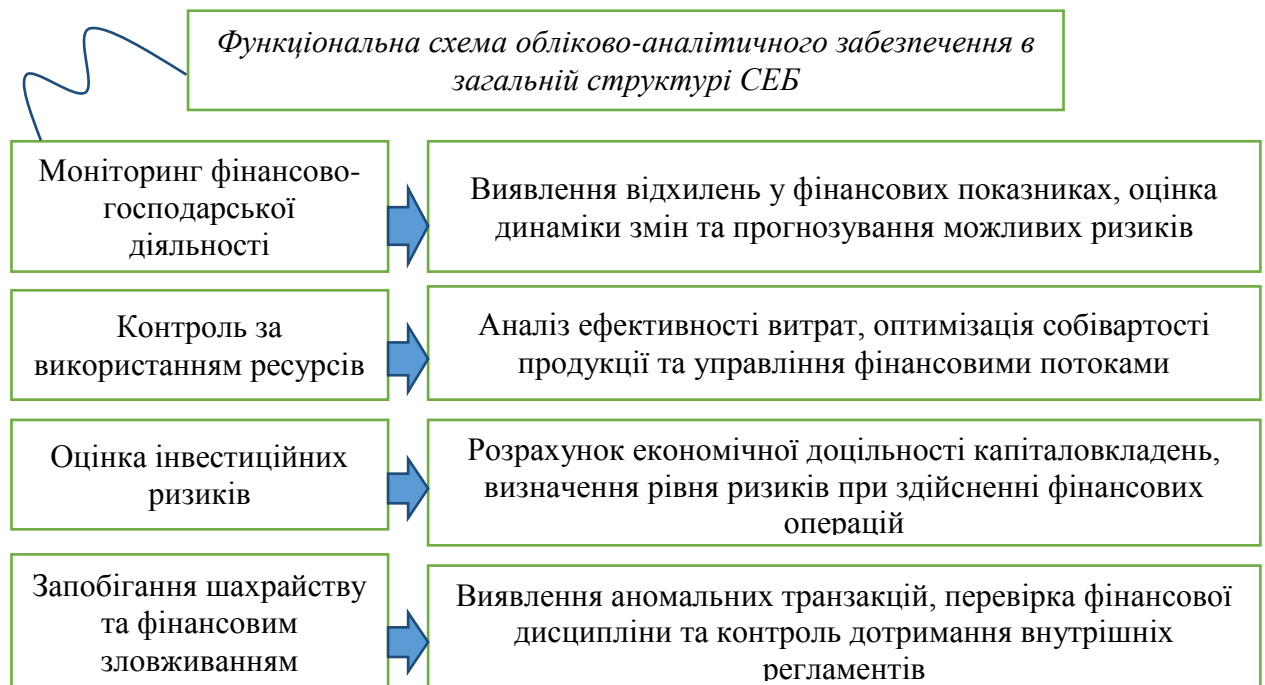 Функціональна схема обліково-аналітичного забезпечення в
загальній структурі СЕБ
Моніторинг фінансово-
господарської
діяльності
Виявлення відхилень у фінансових показниках, оцінка
динаміки змін та прогнозування можливих ризиків
Контроль за
використанням ресурсів
Аналіз ефективності витрат, оптимізація собівартості
продукції та управління фінансовими потоками
Оцінка інвестиційних
ризиків
Розрахунок економічної доцільності капіталовкладень,
визначення рівня ризиків при здійсненні фінансових
операцій
Запобігання шахрайству
та фінансовим
зловживанням
Виявлення аномальних транзакцій, перевірка фінансової
дисципліни та контроль дотримання внутрішніх
регламентів